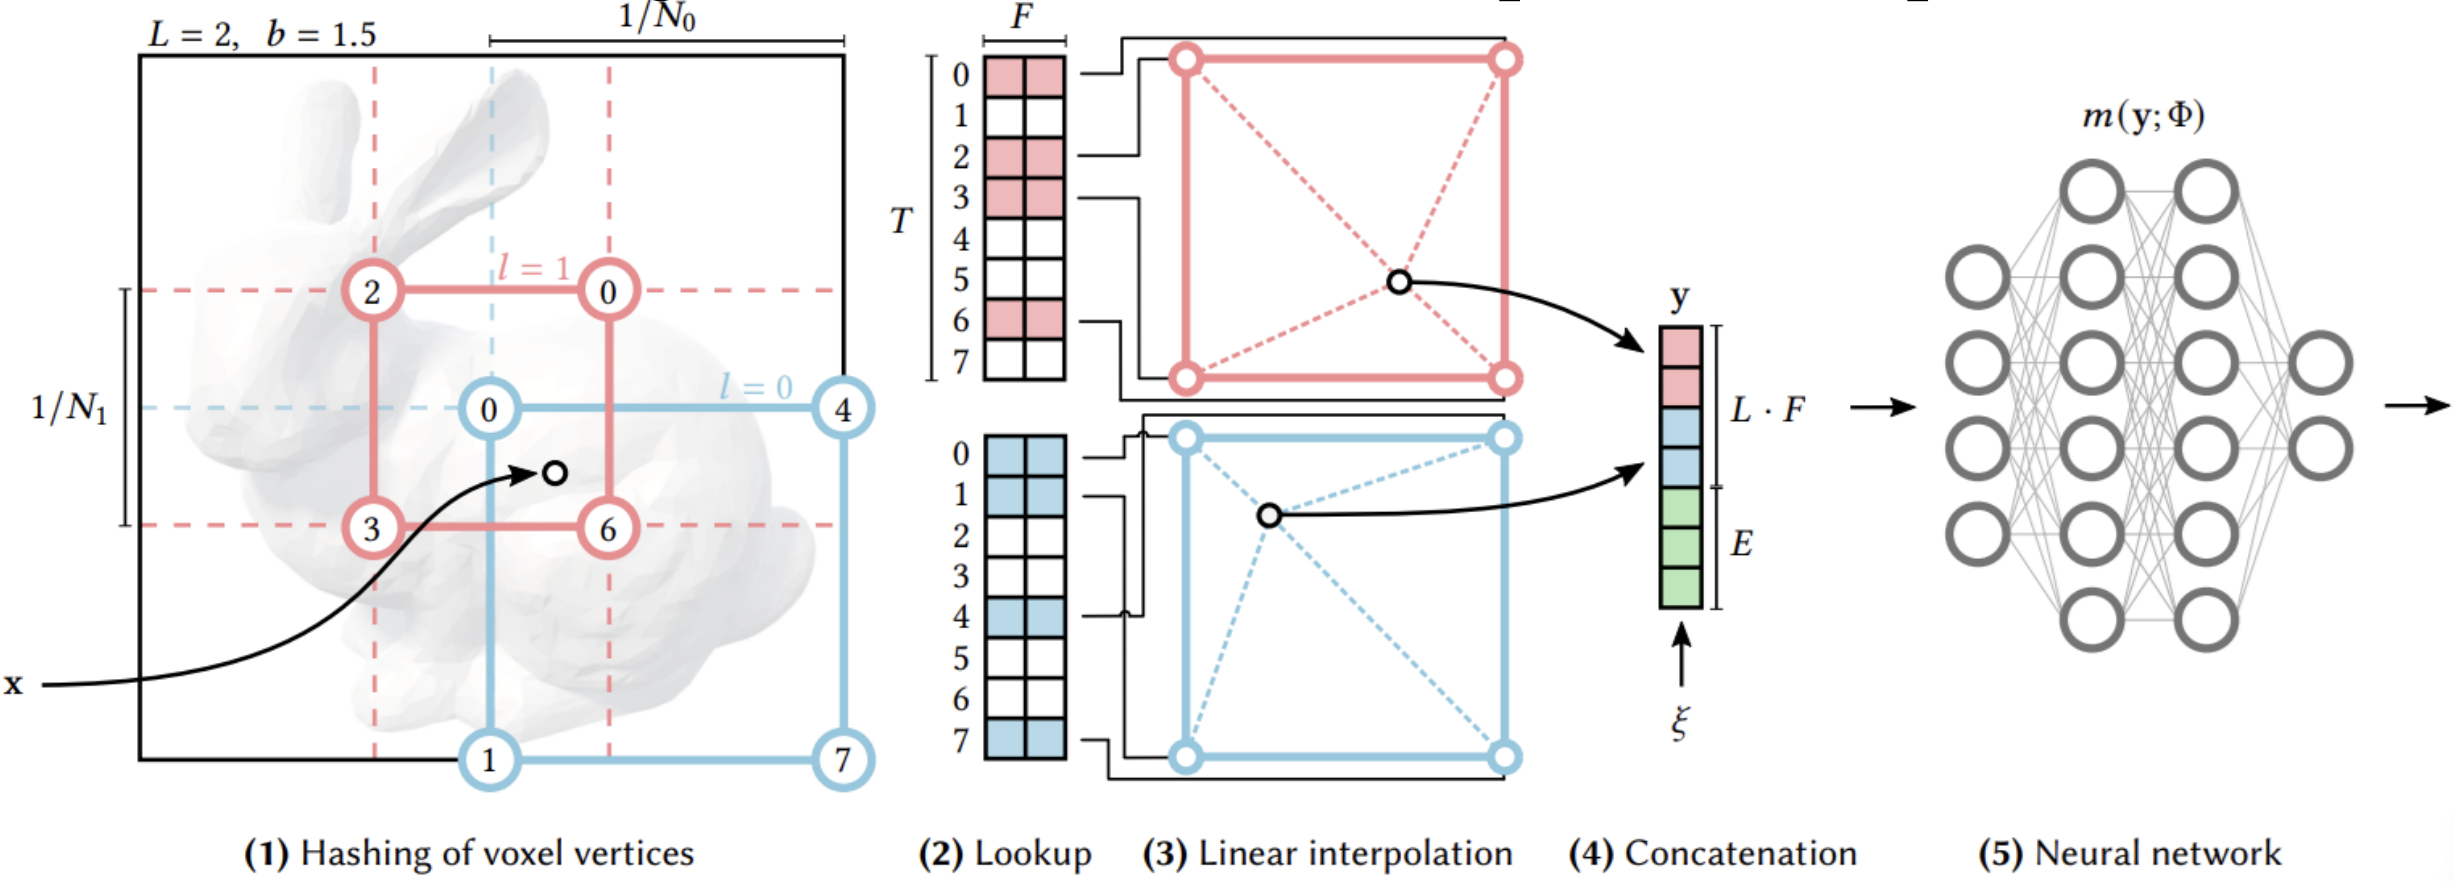 L = 2, b = 1.5
1/N₀
l = 1
2
0
l = 0
1/N₁
0
4
3
6
x
1
7
F
T
0
1
2
3
4
5
6
7
0
1
2
3
4
5
6
7
y
L · F
E
ξ
m(y; Φ)
(1) Hashing of voxel vertices
(2) Lookup
(3) Linear interpolation
(4) Concatenation
(5) Neural network